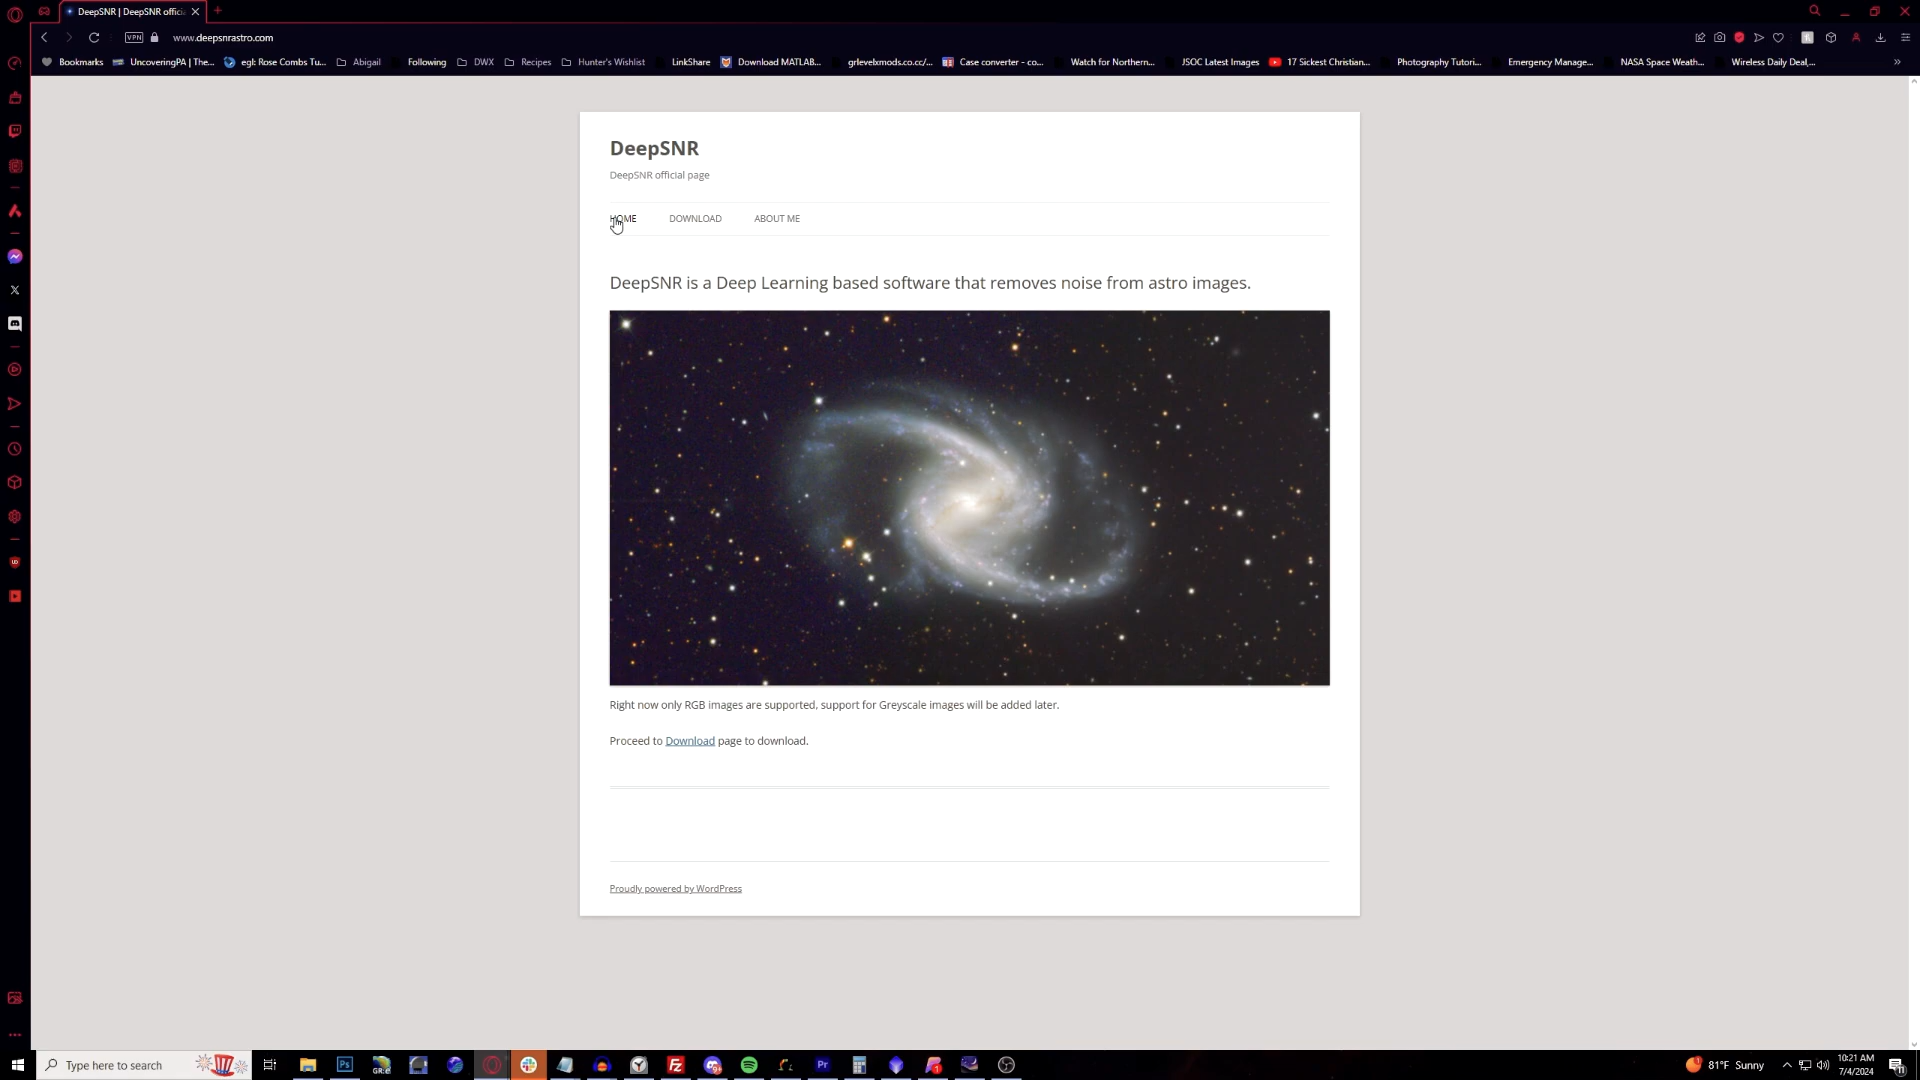 DeepSNR | DeepSNR offici
VPN
www.deepsnrastro.com
Bookmarks
UncoveringPA | The...
egl: Rose Combs Tu...
Abigail
Following
DWX
Recipes
Hunter's Wishlist
LinkShare
Download MATLAB...
grlevelxmods.co.cc/...
Case converter - co...
Watch for Northern...
JSOC Latest Images
17 Sickest Christian...
Photography Tutori...
Emergency Manage...
NASA Space Weath...
Wireless Daily Deal,...
DeepSNR
DeepSNR official page
HOME
DOWNLOAD
ABOUT ME
DeepSNR is a Deep Learning based software that removes noise from astro images.
Right now only RGB images are supported, support for Greyscale images will be added later.
Proceed to Download page to download.
Proudly powered by WordPress
Type here to search
81°F Sunny
10:21 AM
7/4/2024